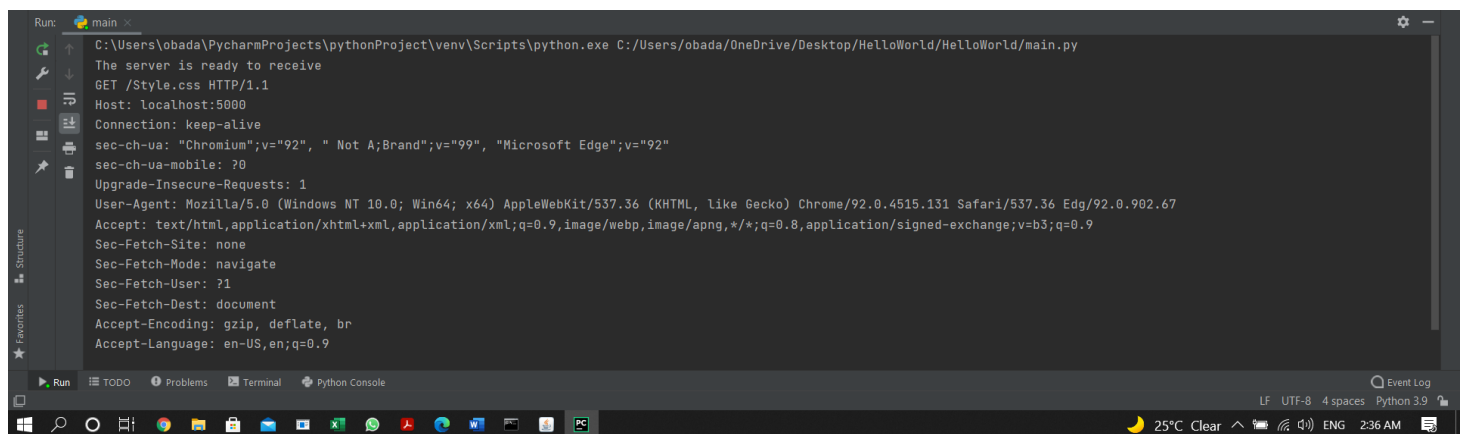 Run: main
C:\Users\obada\PycharmProjects\pythonProject\venv\Scripts\python.exe C:/Users/obada/OneDrive/Desktop/HelloWorld/HelloWorld/main.py
The server is ready to receive
GET /Style.css HTTP/1.1
Host: localhost:5000
Connection: keep-alive
sec-ch-ua: "Chromium";v="92", " Not A;Brand";v="99", "Microsoft Edge";v="92"
sec-ch-ua-mobile: ?0
Upgrade-Insecure-Requests: 1
User-Agent: Mozilla/5.0 (Windows NT 10.0; Win64; x64) AppleWebKit/537.36 (KHTML, like Gecko) Chrome/92.0.4515.131 Safari/537.36 Edg/92.0.902.67
Accept: text/html,application/xhtml+xml,application/xml;q=0.9,image/webp,image/apng,*/*;q=0.8,application/signed-exchange;v=b3;q=0.9
Sec-Fetch-Site: none
Sec-Fetch-Mode: navigate
Sec-Fetch-User: ?1
Sec-Fetch-Dest: document
Accept-Encoding: gzip, deflate, br
Accept-Language: en-US,en;q=0.9
Structure
Favorites
Run TODO Problems Terminal Python Console Event Log
LF UTF-8 4 spaces Python 3.9
PC 25°C Clear ENG 2:36 AM